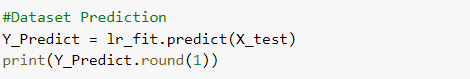 #Dataset Prediction
Y_Predict = lr_fit.predict(X_test)
print(Y_Predict.round(1))